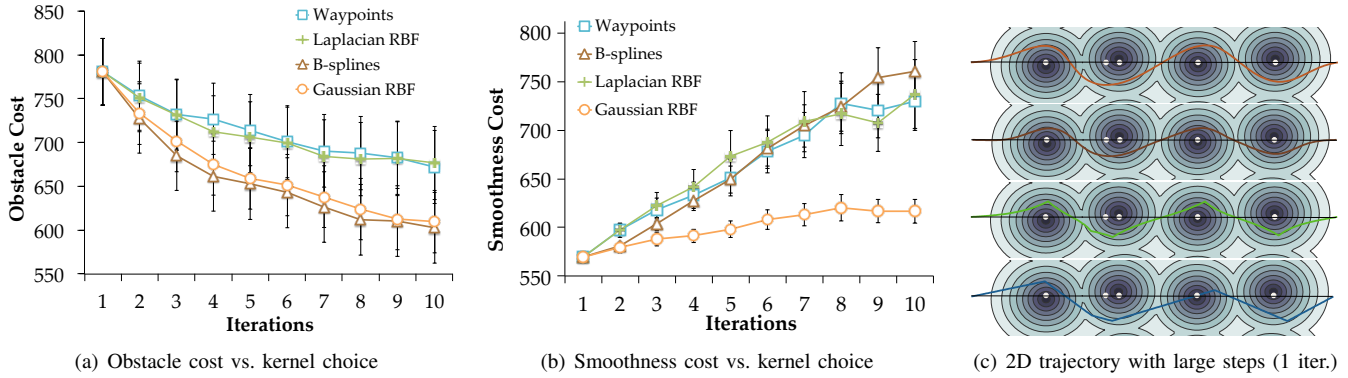 850
800
750
700
650
600
550
Obstacle Cost
Waypoints
Laplacian RBF
B-splines
Gaussian RBF
1 2 3 4 5 6 7 8 9 10
Iterations
(a) Obstacle cost vs. kernel choice
800
750
700
650
600
550
Smoothness Cost
Waypoints
B-splines
Laplacian RBF
Gaussian RBF
1 2 3 4 5 6 7 8 9 10
Iterations
(b) Smoothness cost vs. kernel choice
(c) 2D trajectory with large steps (1 iter.)